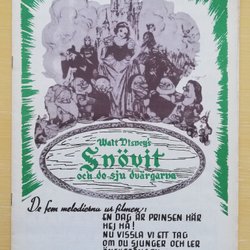 Walt Disney's
Snövit
och de sju dvärgarna
De fem melodierna ur filmen:
EN DAG ÄR PRINSEN HÄR
HEJ HÅ!
NU VISSLA VI ETT TAG
OM DU SJUNGER OCH LER